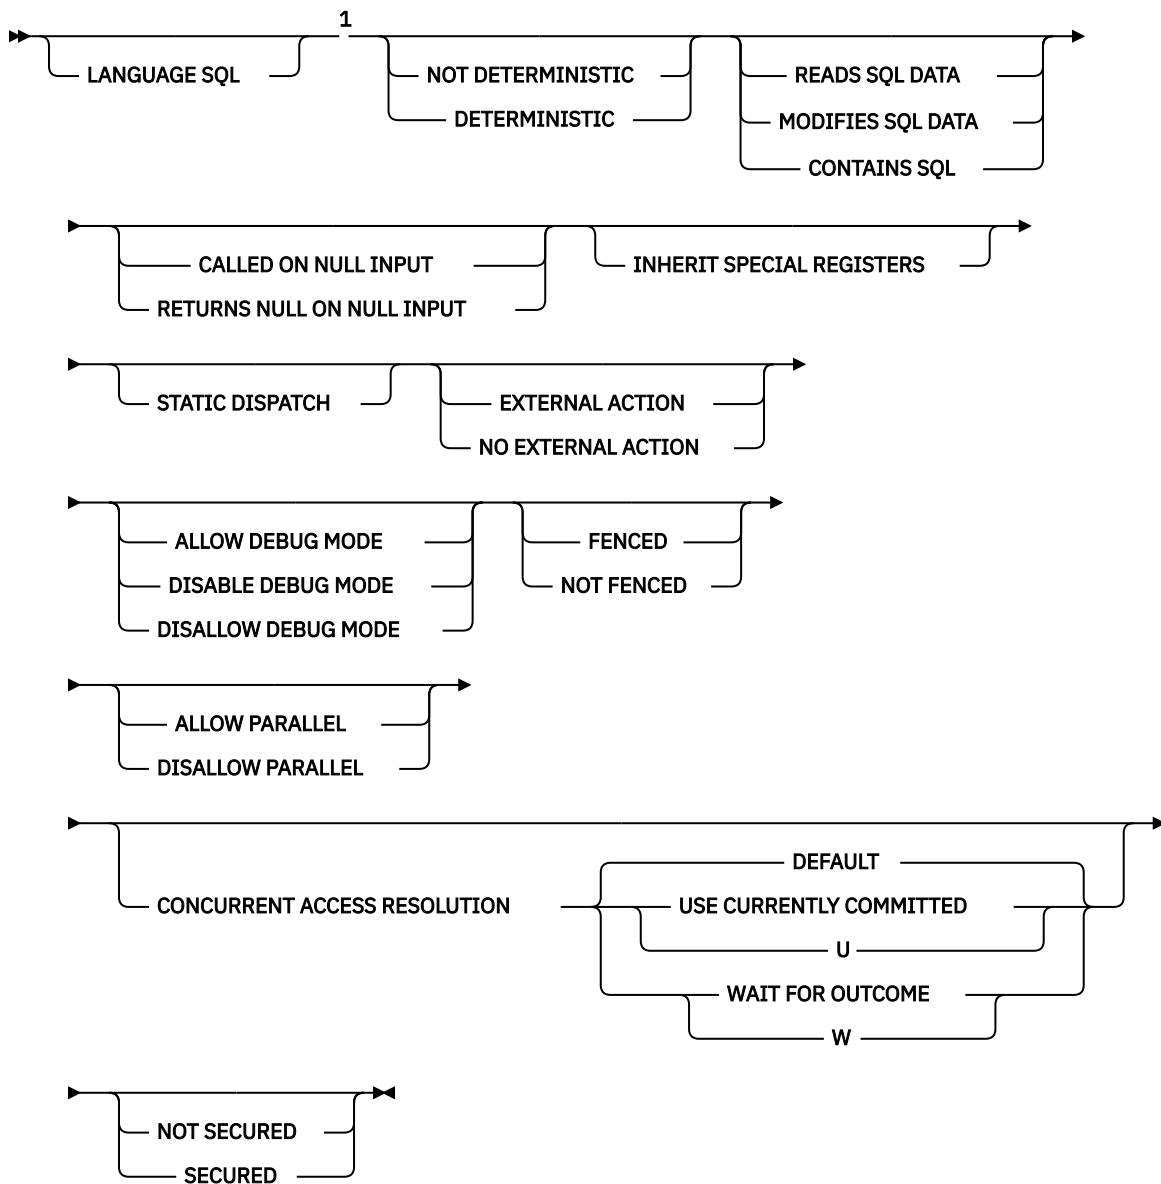 1
LANGUAGE SQL
NOT DETERMINISTIC
DETERMINISTIC
READS SQL DATA
MODIFIES SQL DATA
CONTAINS SQL
CALLED ON NULL INPUT
RETURNS NULL ON NULL INPUT
INHERIT SPECIAL REGISTERS
STATIC DISPATCH
EXTERNAL ACTION
NO EXTERNAL ACTION
ALLOW DEBUG MODE
DISABLE DEBUG MODE
DISALLOW DEBUG MODE
FENCED
NOT FENCED
ALLOW PARALLEL
DISALLOW PARALLEL
CONCURRENT ACCESS RESOLUTION
DEFAULT
USE CURRENTLY COMMITTED
U
WAIT FOR OUTCOME
W
NOT SECURED
SECURED